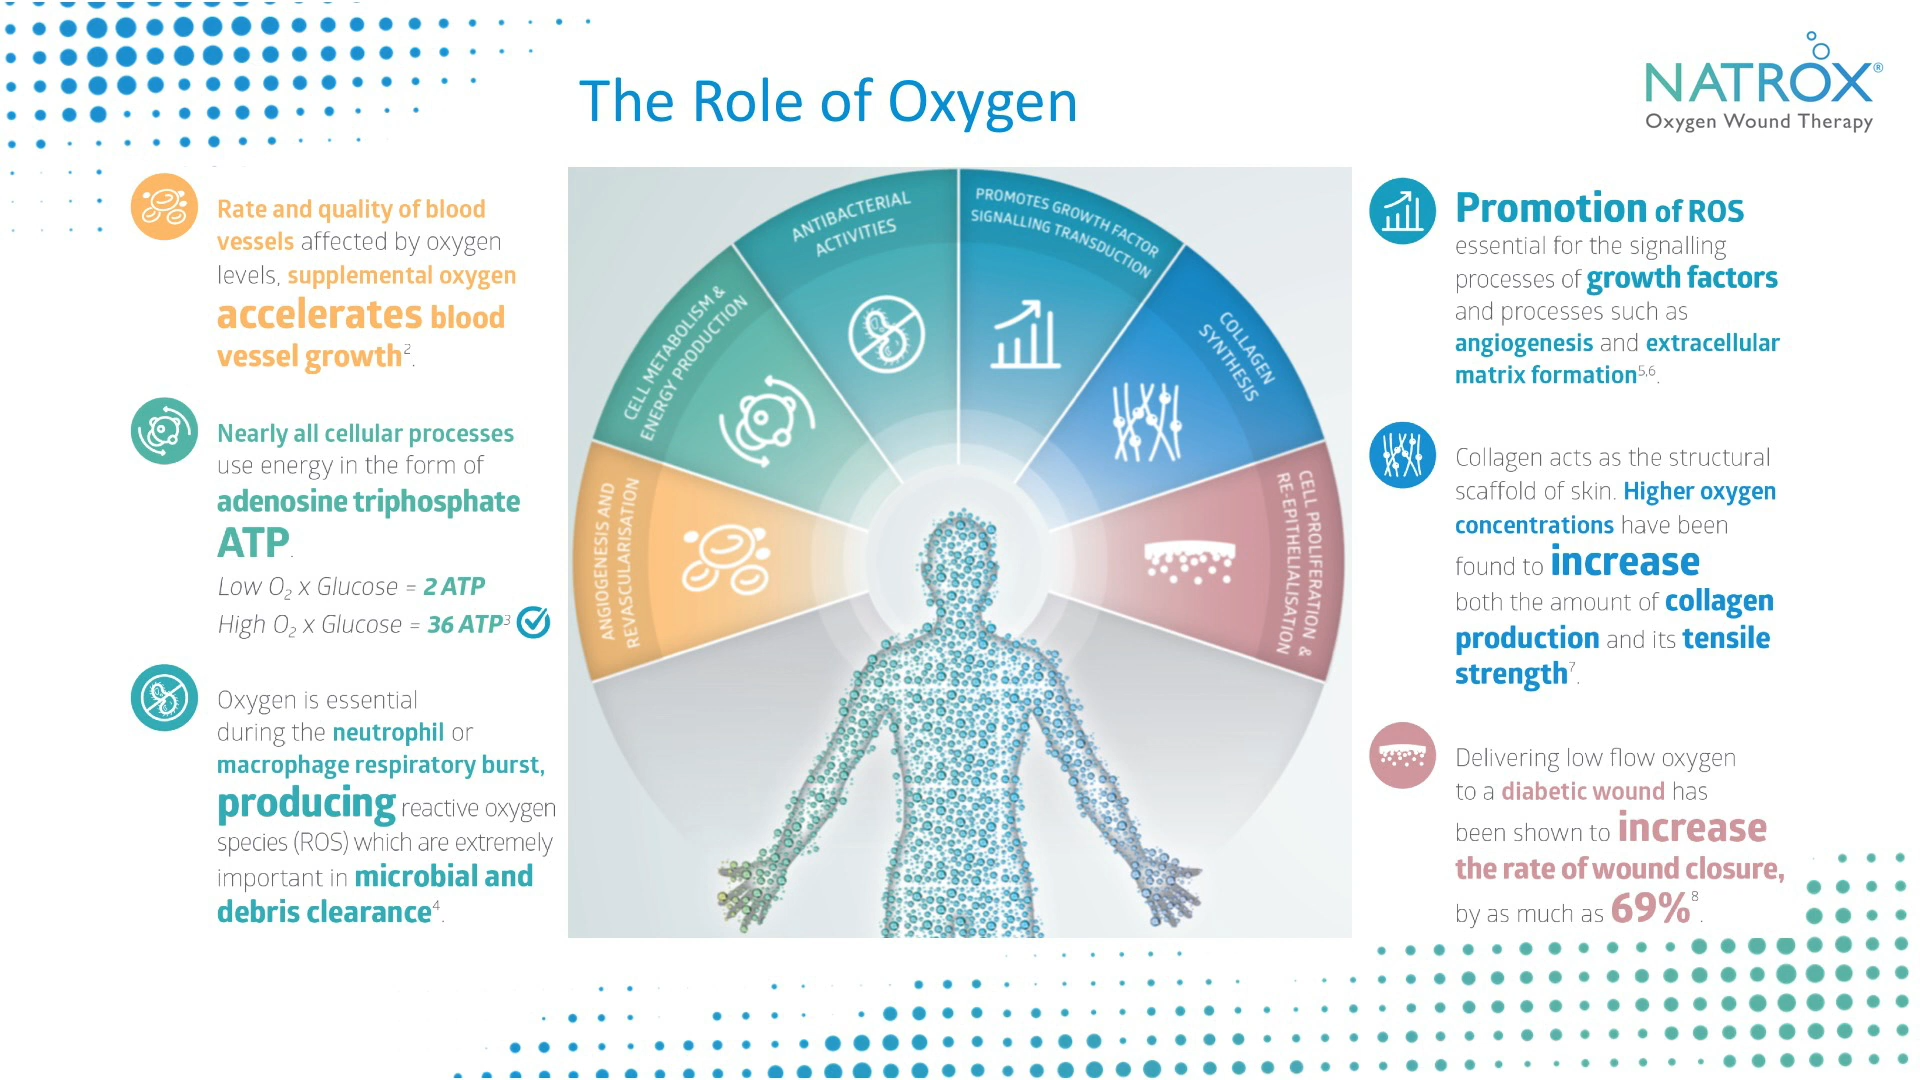 The Role of Oxygen
NATROX®
Oxygen Wound Therapy
Rate and quality of blood
vessels affected by oxygen
levels, supplemental oxygen
accelerates blood
vessel growth2.
Nearly all cellular processes
use energy in the form of
adenosine triphosphate
ATP.
Low O2 x Glucose = 2 ATP
High O2 x Glucose = 36 ATP3
Oxygen is essential
during the neutrophil or
macrophage respiratory burst,
producing reactive oxygen
species (ROS) which are extremely
important in microbial and
debris clearance4.
ANGIOGENESIS AND
REVASCULARISATION
CELL METABOLISM &
ENERGY PRODUCTION
ANTIBACTERIAL
ACTIVITIES
PROMOTES GROWTH FACTOR
SIGNALLING TRANSDUCTION
COLLAGEN
SYNTHESIS
CELL PROLIFERATION &
RE-EPITHELIALISATION
Promotion of ROS
essential for the signalling
processes of growth factors
and processes such as
angiogenesis and extracellular
matrix formation5,6.
Collagen acts as the structural
scaffold of skin. Higher oxygen
concentrations have been
found to increase
both the amount of collagen
production and its tensile
strength7.
Delivering low flow oxygen
to a diabetic wound has
been shown to increase
the rate of wound closure,
by as much as 69%8.